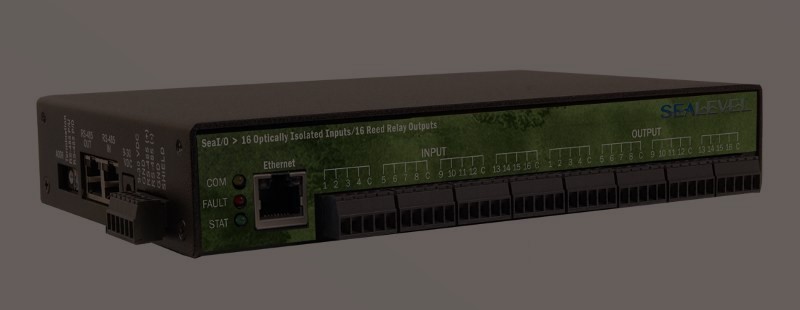 SEALEVEL
SeaI/O > 16 Optically Isolated Inputs/16 Reed Relay Outputs
Ethernet
INPUT
OUTPUT
1 2 3 4 C 5 6 7 8 C 9 10 11 12 C 13 14 15 16 C 1 2 3 4 C 5 6 7 8 C 9 10 11 12 C 13 14 15 16 C
COM
FAULT
STAT
RS-485 OUT
RS-485 IN